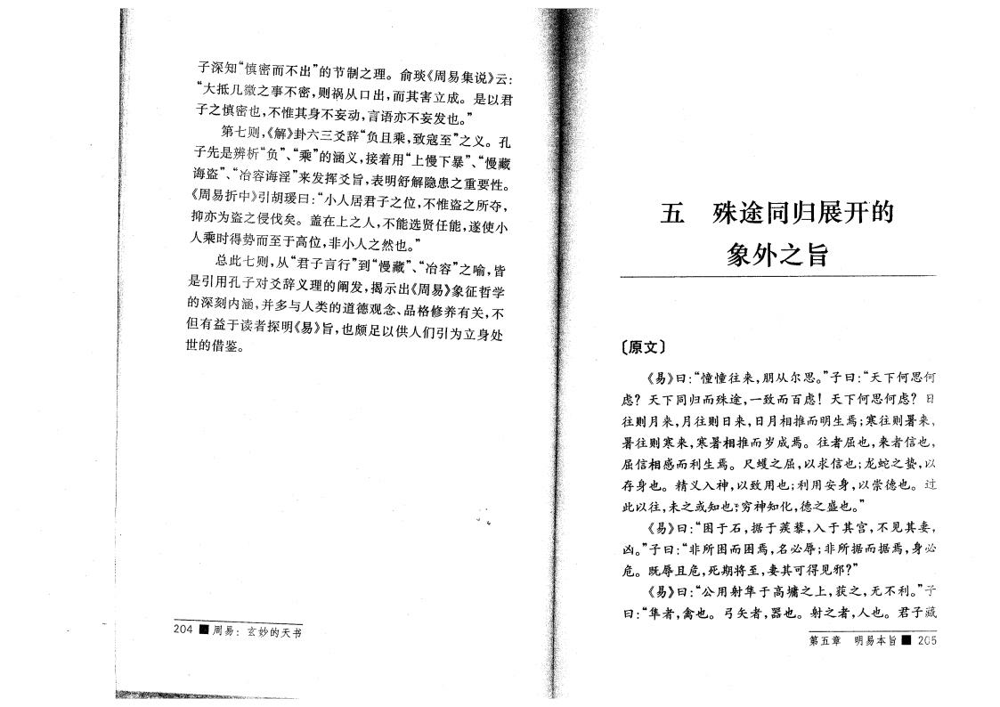 子深知“慎密而不出”的节制之理。俞琰《周易集说》云:
“大抵几微之事不密,则祸从口出,而其害立成。是以君
子之慎密也,不惟其身不妄动,言语亦不妄发也。”
第七则,《解》卦六三爻辞“负且乘,致寇至”之义。孔
子先是辨析“负”、“乘”的涵义,接着用“上慢下暴”、“慢藏
诲盗”、“冶容诲淫”来发挥爻旨,表明舒解隐患之重要性。
《周易折中》引胡瑗曰:“小人居君子之位,不惟盗之所夺,
抑亦为盗之侵伐矣。盖在上之人,不能选贤任能,遂使小
人乘时得势而至于高位,非小人之然也。”
总此七则,从“君子言行”到“慢藏”、“冶容”之喻,皆
是引用孔子对爻辞义理的阐发,揭示出《周易》象征哲学
的深刻内涵,并多与人类的道德观念、品格修养有关,不
但有益于读者探明《易》旨,也颇足以供人们引为立身处
世的借鉴。
204 ■ 周易: 玄妙的天书
五 殊途同归展开的
象外之旨
〔原文〕
《易》曰:“憧憧往来,朋从尔思。”子曰:“天下何思何
虑?天下同归而殊途,一致而百虑!天下何思何虑?日
往则月来,月往则日来,日月相推而明生焉;寒往则暑来,
暑往则寒来,寒暑相推而岁成焉。往者屈也,来者信也,
屈信相感而利生焉。尺蠖之屈,以求信也;龙蛇之蛰,以
存身也。精义入神,以致用也;利用安身,以崇德也。过
此以往,未之或知也;穷神知化,德之盛也。”
《易》曰:“困于石,据于蒺藜,入于其宫,不见其妻,
凶。”子曰:“非所困而困焉,名必辱;非所据而据焉,身必
危。既辱且危,死期将至,妻其可得见邪?”
《易》曰:“公用射隼于高墉之上,获之,无不利。”子
曰:“隼者,禽也。弓矢者,器也。射之者,人也。君子藏
第五章 明易本旨 ■ 205